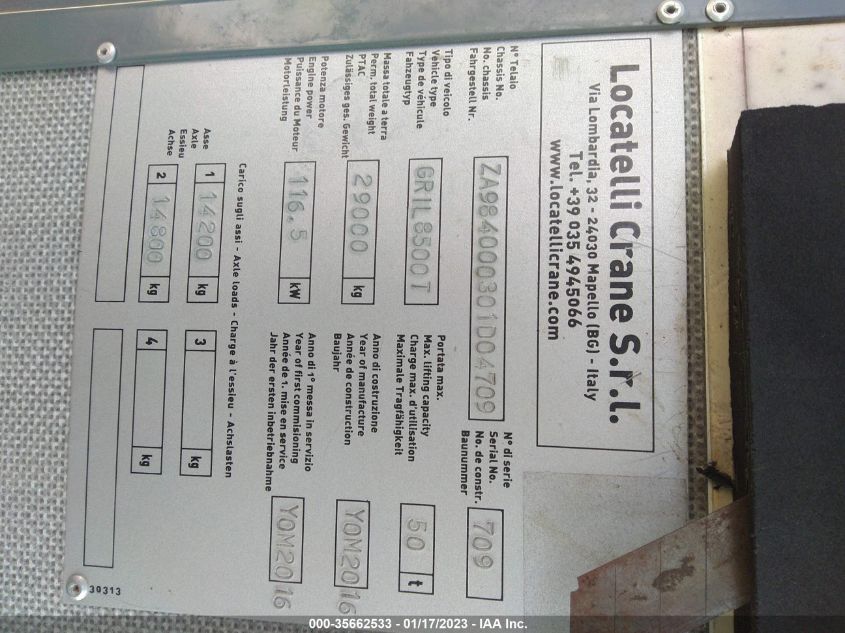 Locatelli Crane S.r.l.
Via Lombardia, 32 - 24030 Mapello (BG) - Italy
Tel. +39 035 4945066
www.locatellicrane.com
N° Telaio
Chassis No.
No. chassis
Fahrgestell Nr.
ZA984000301D04709
N° di serie
Serial No.
No. de constr.
Baunummer
709
Tipo di veicolo
Vehicle type
Type de véhicule
Fahrzeugtyp
GRIL8500T
Portata max.
Max. lifting capacity
Charge max. d'utilisation
Maximale Tragfähigkeit
50 t
Massa totale a terra
Perm. total weight
PTAC
Zulässiges ges. Gewicht
29000 kg
Anno di costruzione
Year of manufacture
Année de construction
Baujahr
YOM2016
Potenza motore
Engine power
Puissance du Moteur
Motorleistung
116,5 kW
Anno di 1° messa in servizio
Year of first commisioning
Année de 1. mise en service
Jahr der ersten inbetriebnahme
YOM2016
Carico sugli assi - Axle loads - Charge à l'essieu - Achslasten
Asse
Axle
Essieu
Achse
1 14200 kg
3 kg
2 14800 kg
4 kg
30313
000-35662533 - 01/17/2023 - IAA Inc.